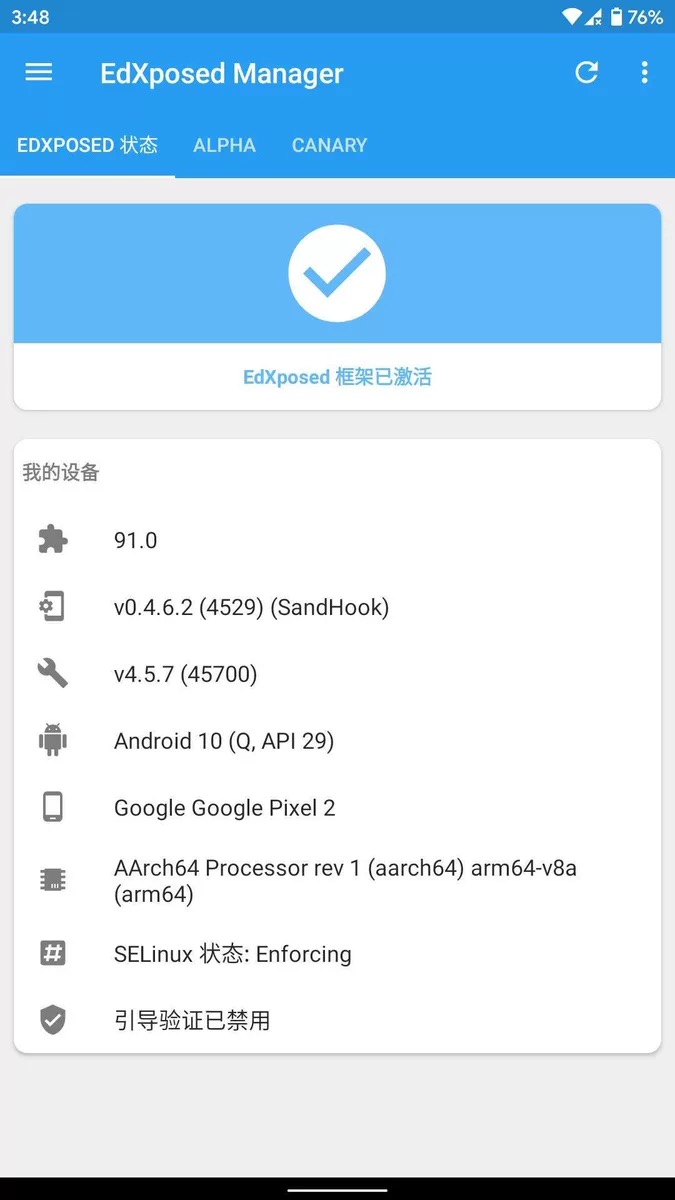 3:48
76%
EdXposed Manager
EDXPOSED 状态
ALPHA
CANARY
EdXposed 框架已激活
我的设备
91.0
v0.4.6.2 (4529) (SandHook)
v4.5.7 (45700)
Android 10 (Q, API 29)
Google Google Pixel 2
AArch64 Processor rev 1 (aarch64) arm64-v8a
(arm64)
SELinux 状态: Enforcing
引导验证已禁用